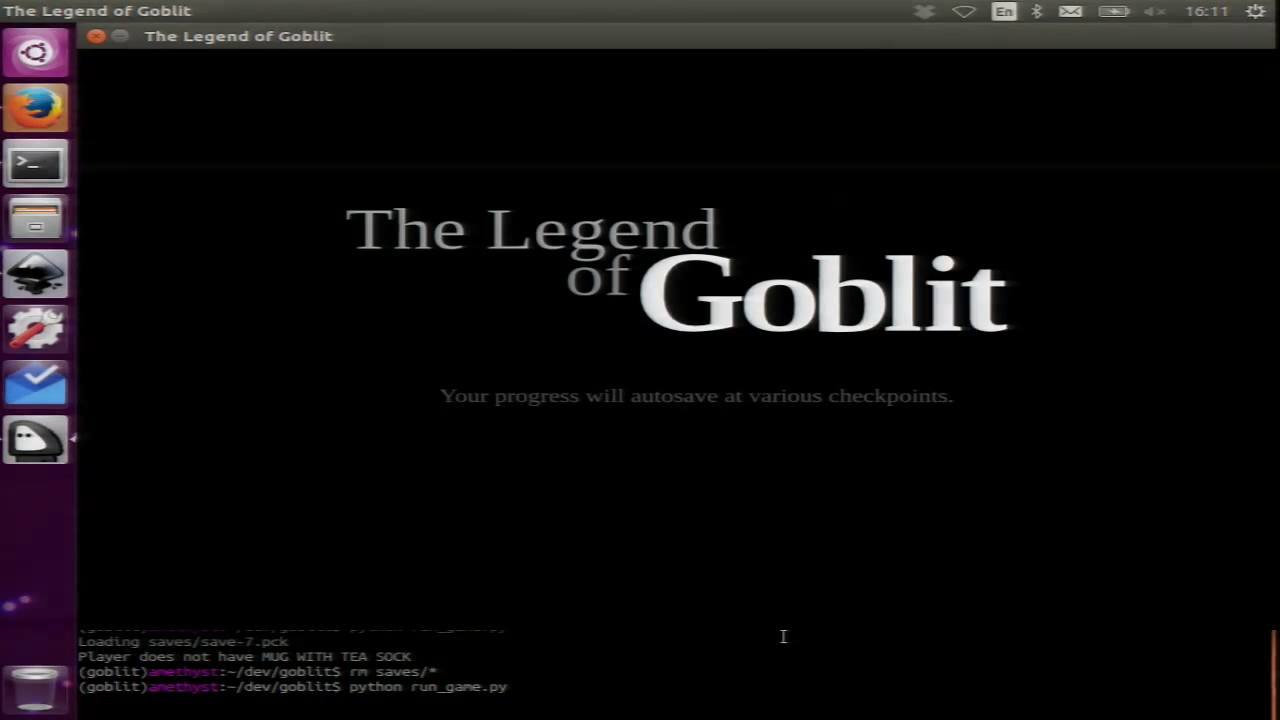 The Legend of Goblit
En
16:11
The Legend of Goblit
The Legend
of Goblit
Your progress will autosave at various checkpoints.
Loading saves/save-7.pck
Player does not have MUG WITH TEA SOCK
(goblit)amethyst:~/dev/goblit$ rm saves/*
(goblit)amethyst:~/dev/goblit$ python run_game.py